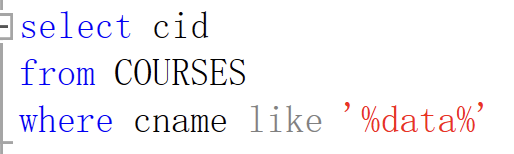 select cid
from COURSES
where cname like '%data%'